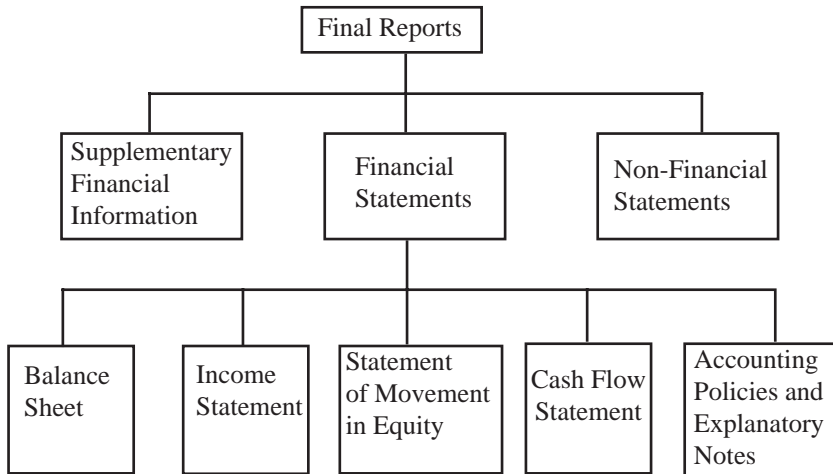 Final Reports
Supplementary
Financial
Information
Financial
Statements
Non-Financial
Statements
Balance
Sheet
Income
Statement
Statement
of Movement
in Equity
Cash Flow
Statement
Accounting
Policies and
Explanatory
Notes